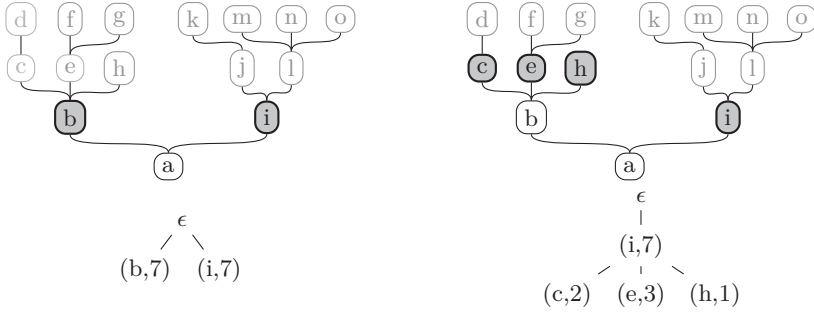 d f g k m n o
c e h j l
b i
a
ϵ
(b,7) (i,7)
d f g k m n o
c e h j l
b i
a
ϵ
(i,7)
(c,2) (e,3) (h,1)